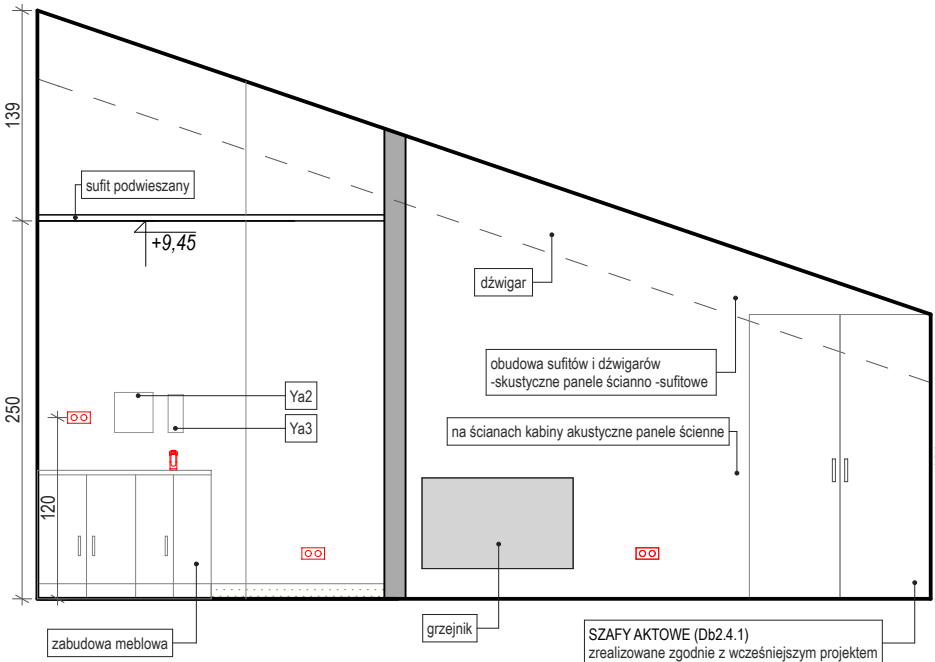 139
sufit podwieszany
+9,45
dźwigar
obudowa sufitów i dźwigarów
-skustyczne panele ścianno -sufitowe
250
Ya2
Ya3
na ścianach kabiny akustyczne panele ścienne
120
zabudowa meblowa
grzejnik
SZAFY AKTOWE (Db2.4.1)
zrealizowane zgodnie z wcześniejszym projektem